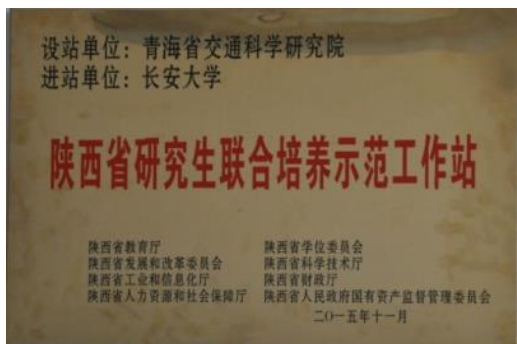 设站单位：青海省交通科学研究院
进站单位：长安大学
陕西省研究生联合培养示范工作站
陕西省教育厅 陕西省学位委员会
陕西省发展和改革委员会 陕西省科学技术厅
陕西省工业和信息化厅 陕西省财政厅
陕西省人力资源和社会保障厅 陕西省人民政府国有资产监督管理委员会
二〇一五年十一月